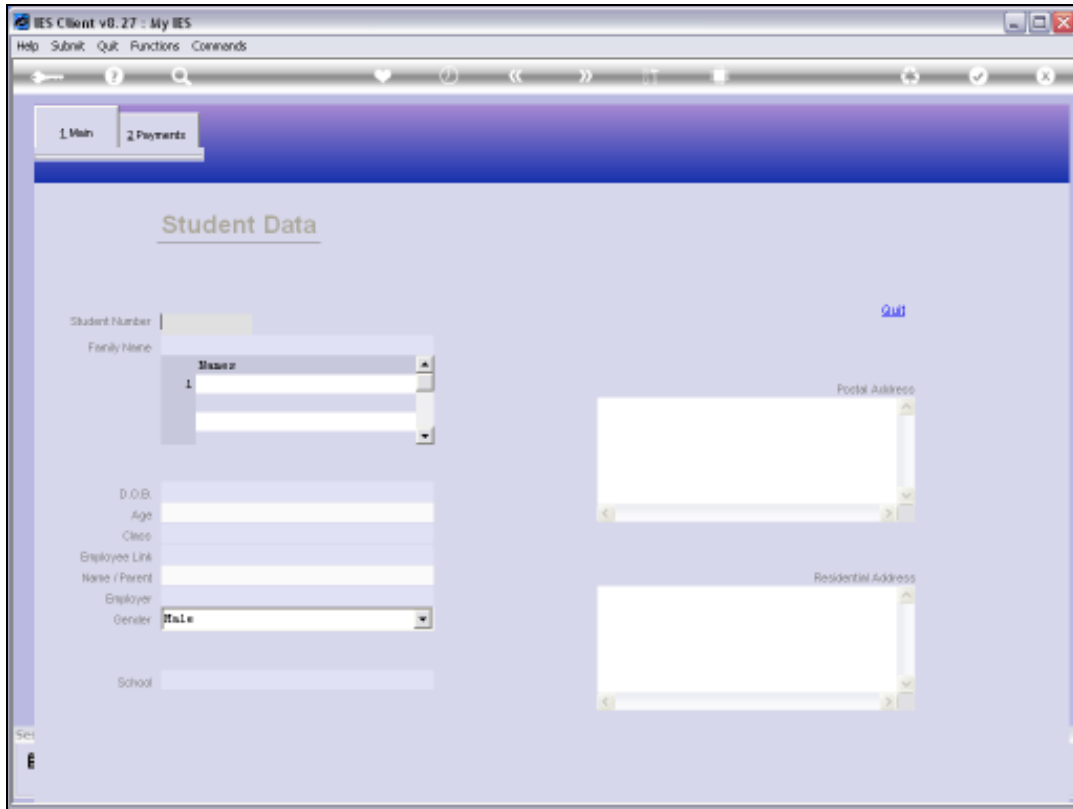 IES Client v8.27 : My IES
Help Submit Quit Functions Commands
1 Main 2 Payments
Student Data
Quit
Student Number
Family Name
Names
1
Postal Address
D.O.B.
Age
Class
Employee Link
Name / Parent
Employer
Gender Male
Residential Address
School